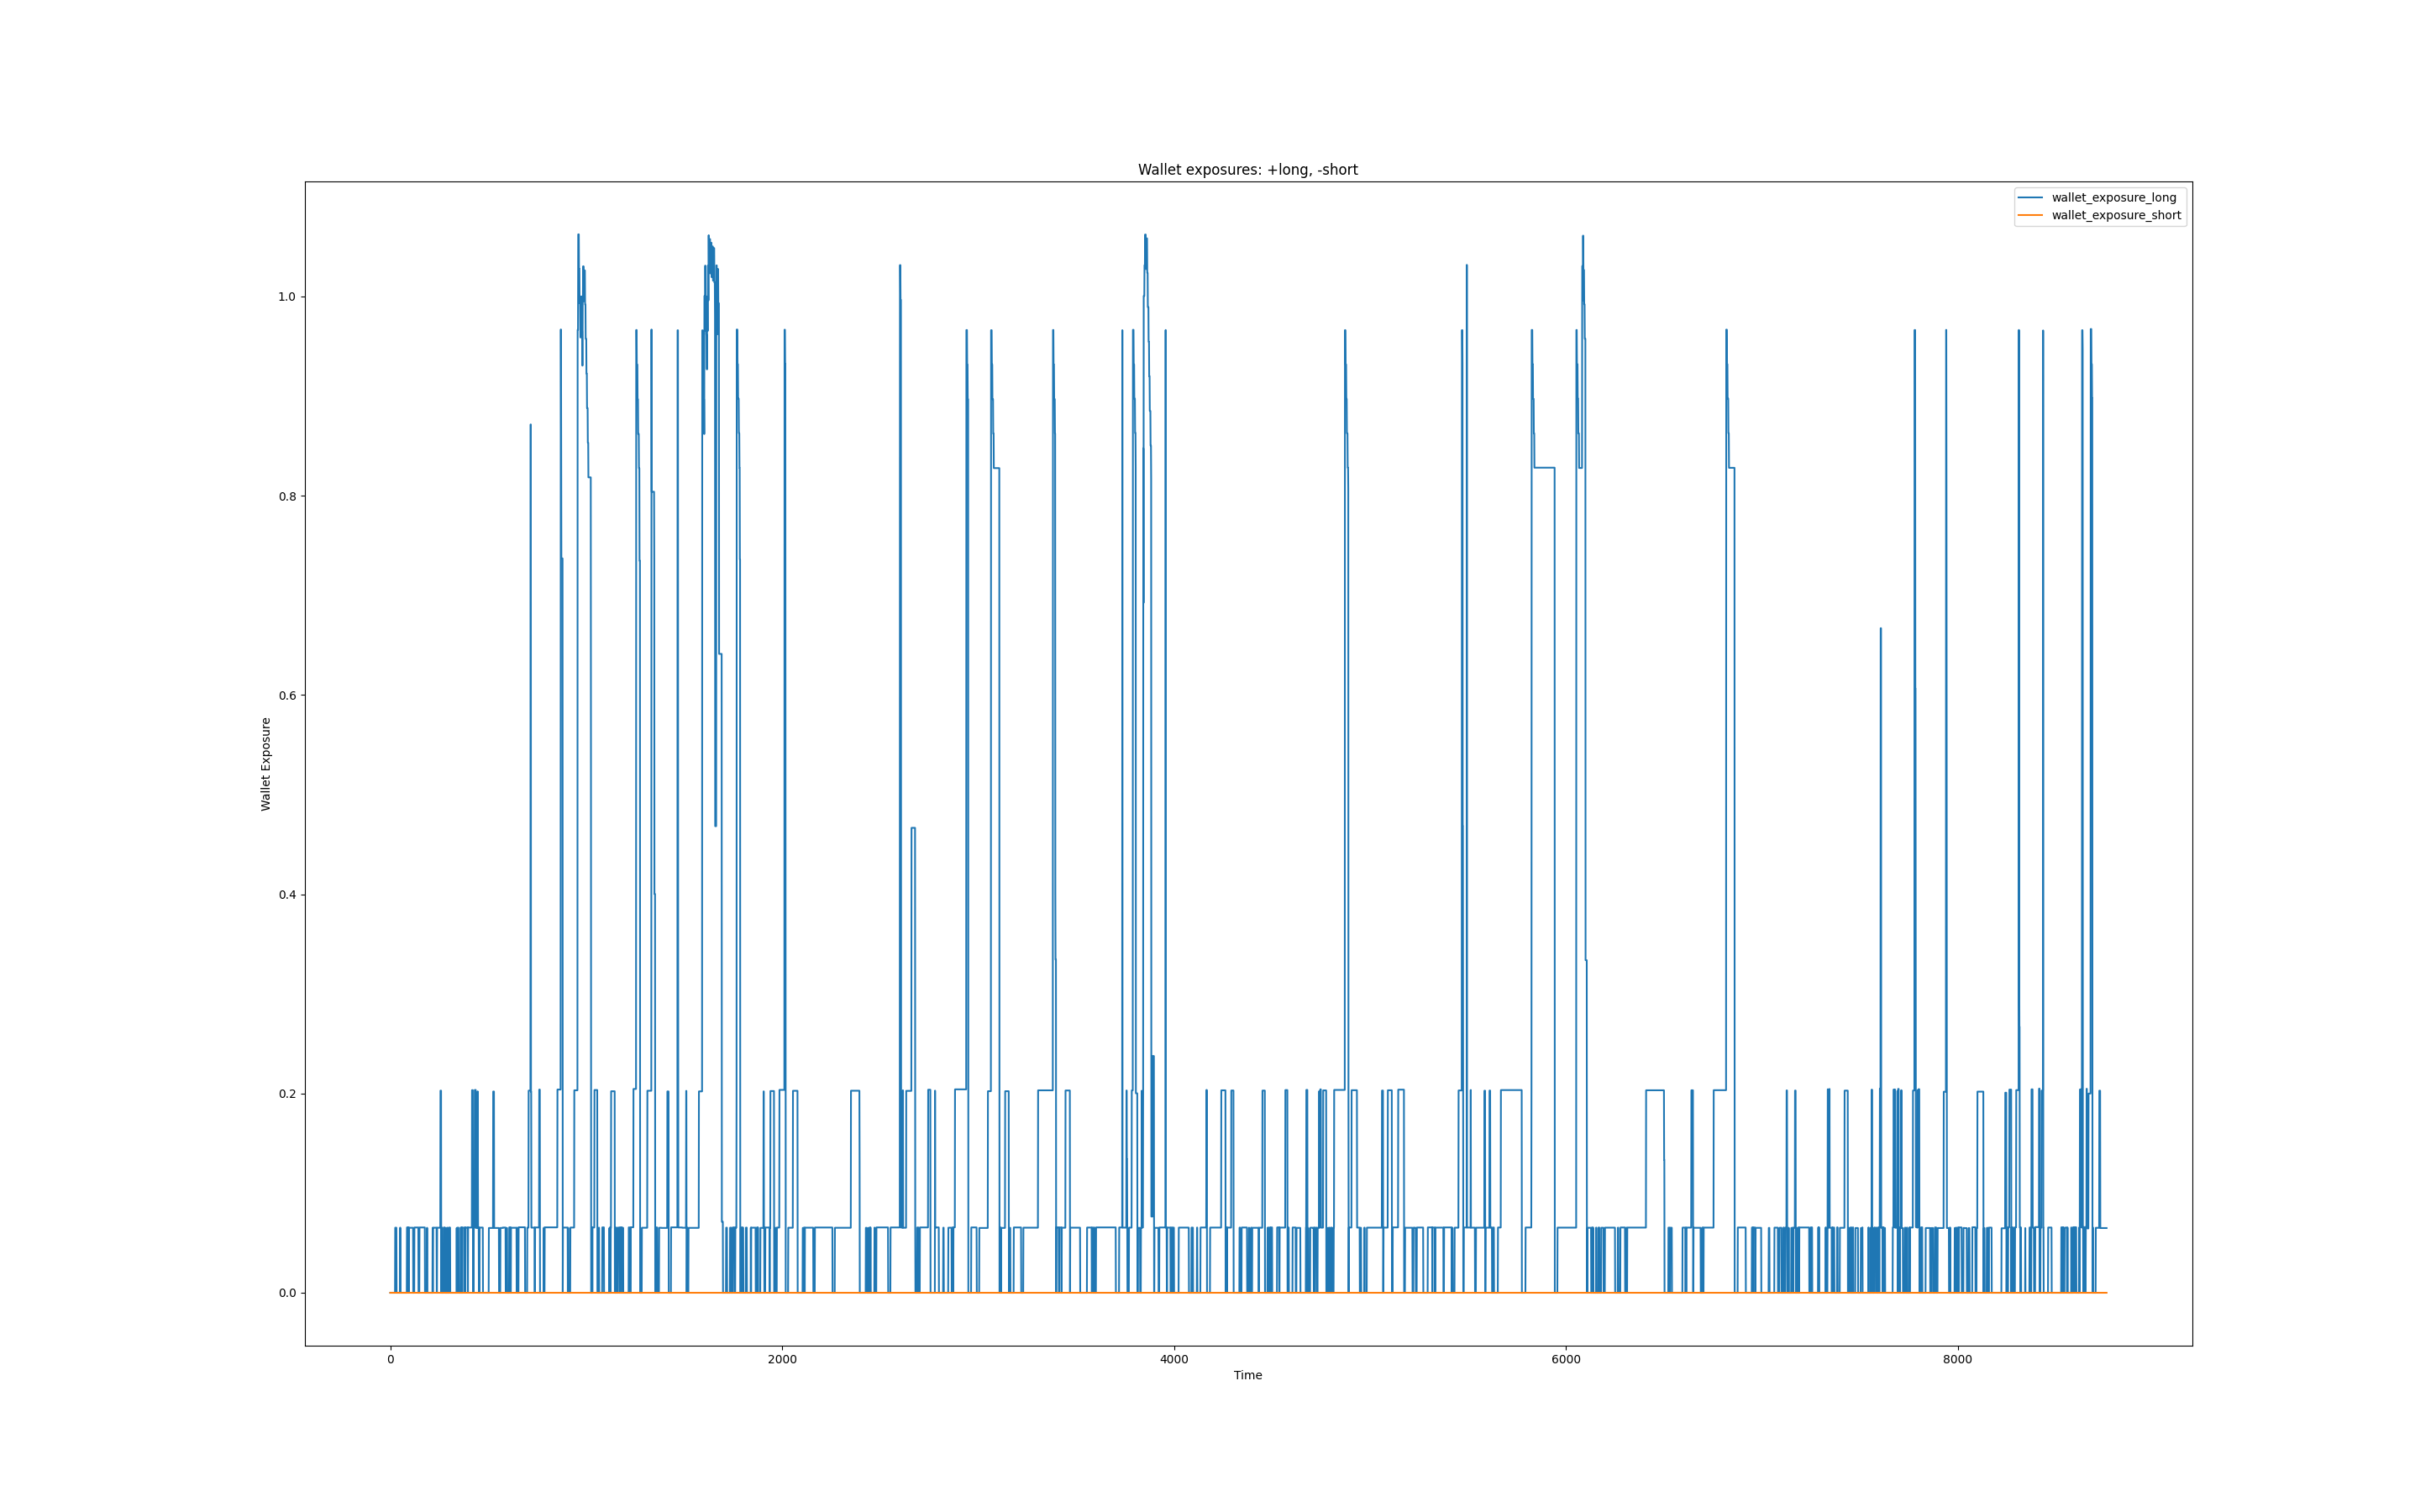 Wallet exposures: +long, -short
wallet_exposure_long
wallet_exposure_short
1.0
0.8
0.6
0.4
0.2
0.0
Wallet Exposure
0 2000 4000 6000 8000
Time